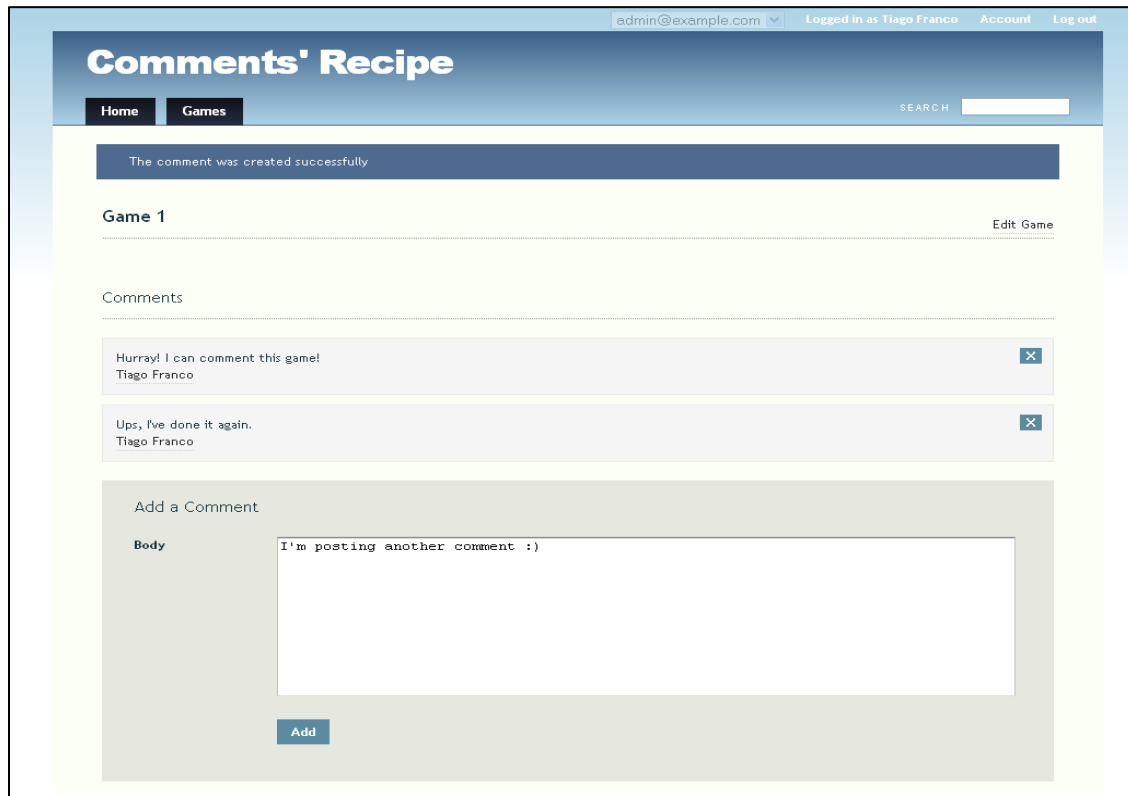 admin@example.com Logged in as Tiago Franco Account Log out
Comments' Recipe
Home Games SEARCH
The comment was created successfully
Game 1
Edit Game
Comments
Hurray! I can comment this game!
Tiago Franco
Ups, I've done it again.
Tiago Franco
Add a Comment
Body I'm posting another comment :)
Add